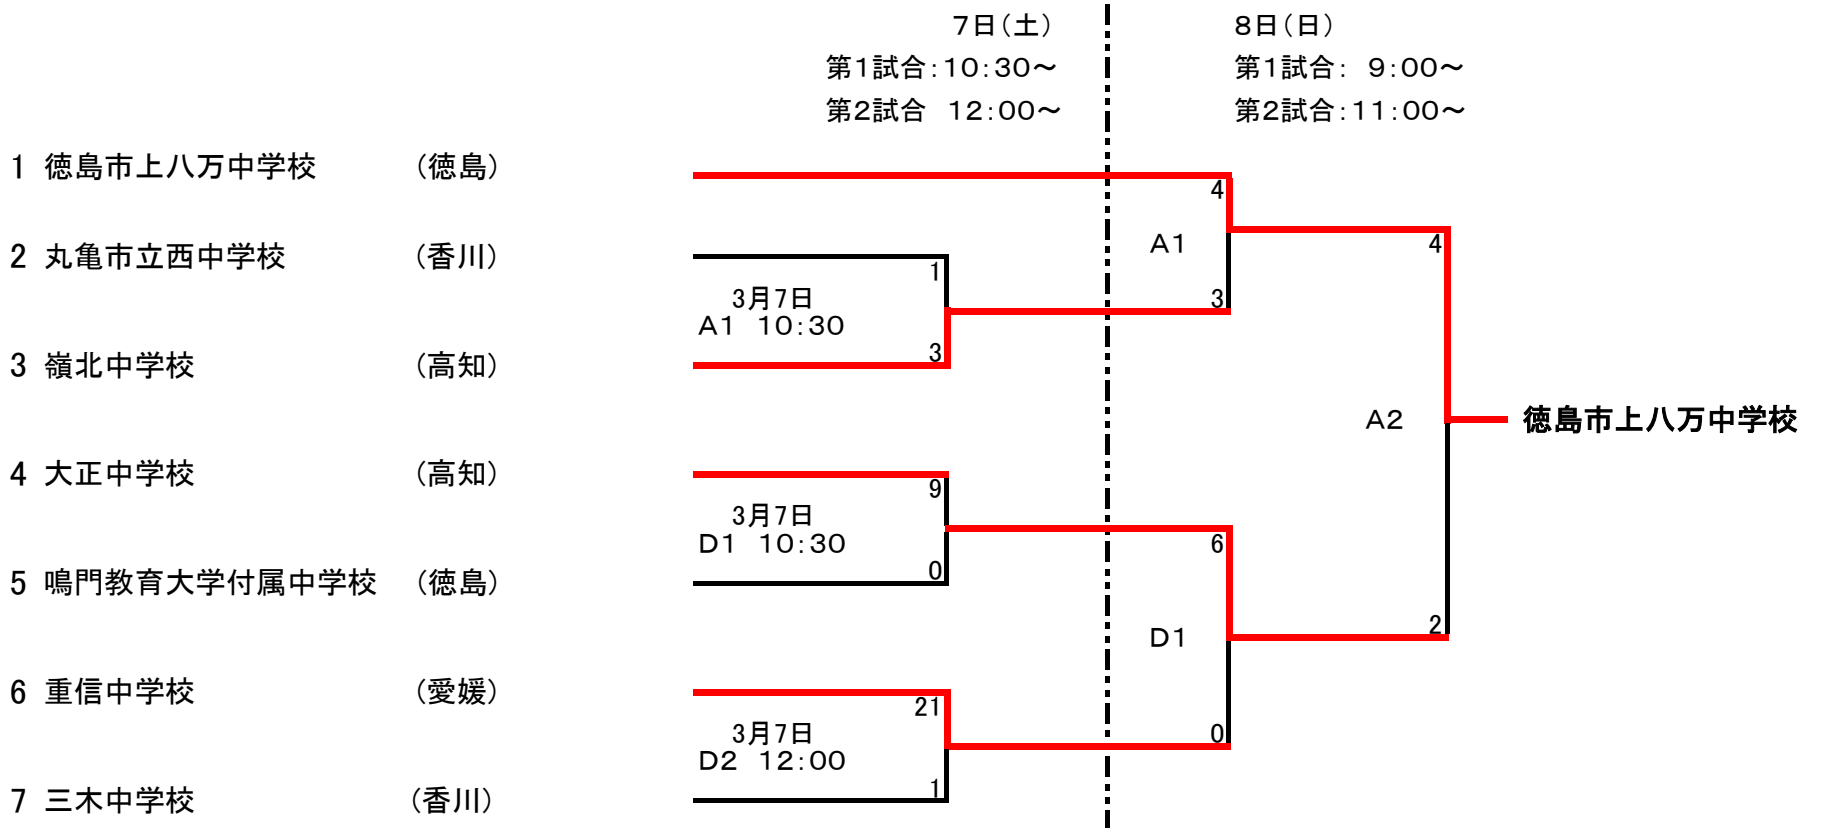 7日（土）
8日（日）
第1試合：10：30～
第1試合： 9：00～
第2試合 12：00～
第2試合：11：00～
1 徳島市上八万中学校 （徳島）
4
A1
4
2 丸亀市立西中学校 （香川）
1
3月7日
A1 10：30
3
3
3 嶺北中学校 （高知）
A2
徳島市上八万中学校
4 大正中学校 （高知）
9
3月7日
D1 10：30
6
0
5 鳴門教育大学付属中学校 （徳島）
2
D1
6 重信中学校 （愛媛）
21
3月7日
D2 12：00
0
1
7 三木中学校 （香川）